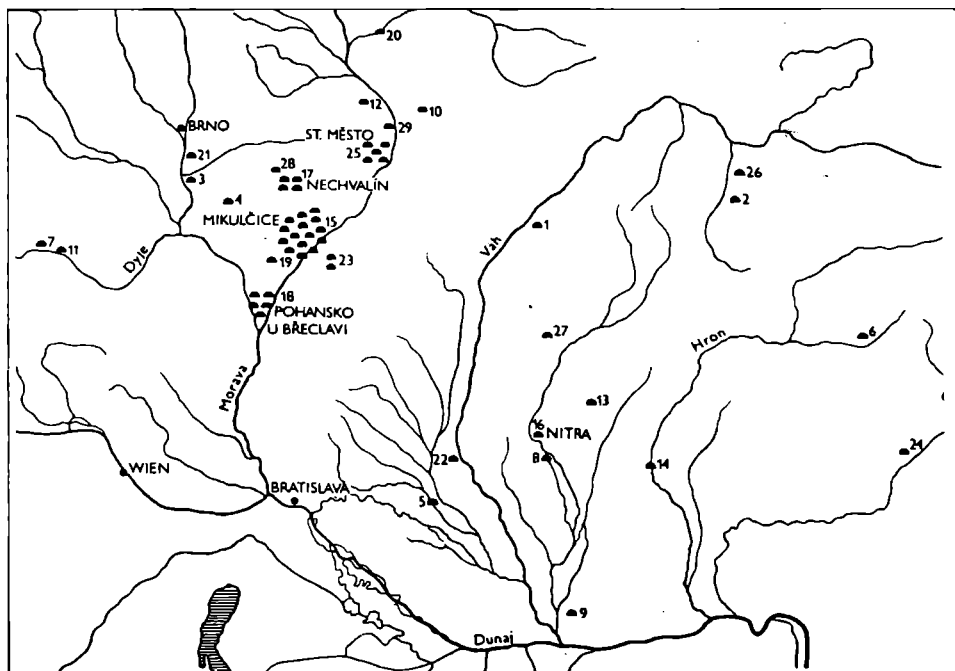 20
12
10
BRNO
ST. MĚSTO
29
21
25
28
3
17
NECHVALÍN
26
4
2
MIKULČICE
15
1
7
11
Dyje
Váh
19
23
18
POHANSKO
U BŘECLAVI
27
Hron
6
Morava
13
16
NITRA
8
WIEN
22
14
24
BRATISLAVA
5
9
Dunaj